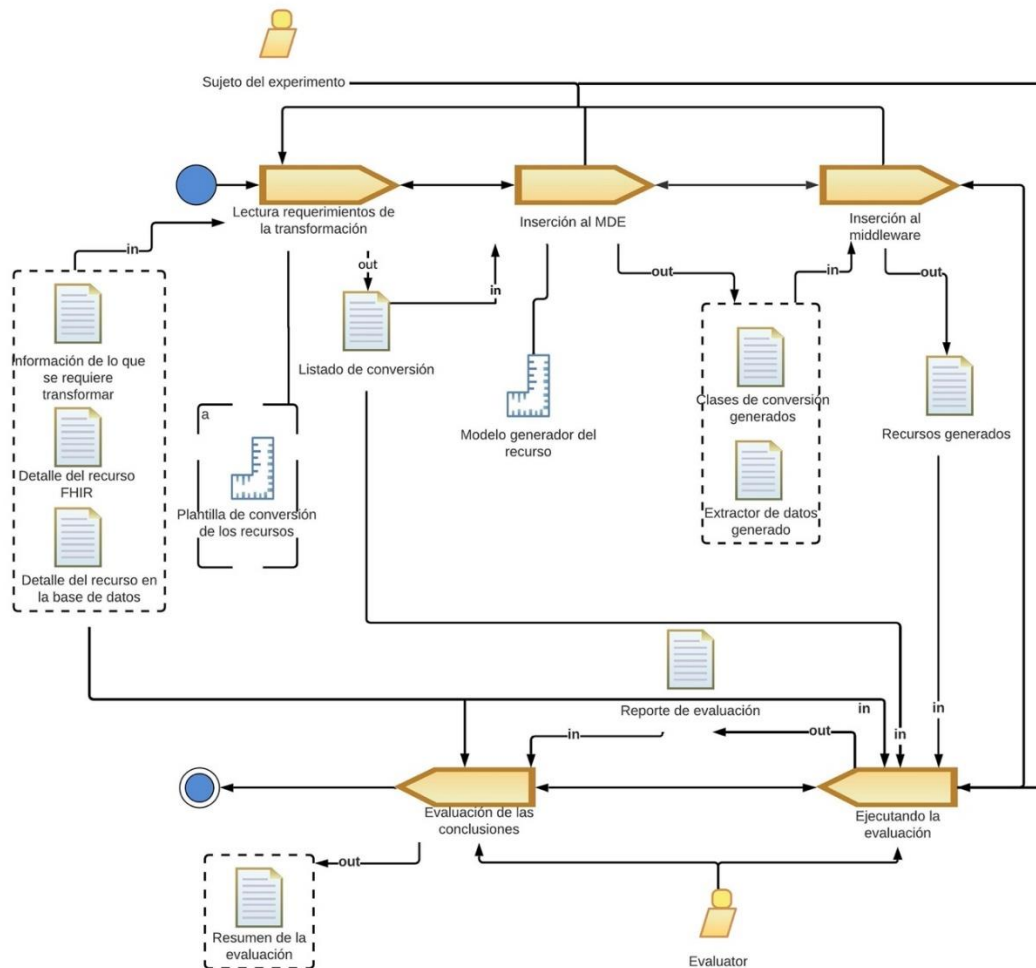 Sujeto del experimento
Lectura requerimientos de
la transformación
Inserción al MDE
Inserción al
middleware
in
out
in
out
in
out
Información de lo que
se requiere
transformar
Detalle del recurso
FHIR
Detalle del recurso en
la base de datos
a
Plantilla de conversión
de los recursos
Listado de conversión
Modelo generador del
recurso
Clases de conversión
generados
Extractor de datos
generado
Recursos generados
Reporte de evaluación
in
in
in
in
out
Evaluación de las
conclusiones
Ejecutando la
evaluación
out
Resumen de la
evaluación
Evaluator